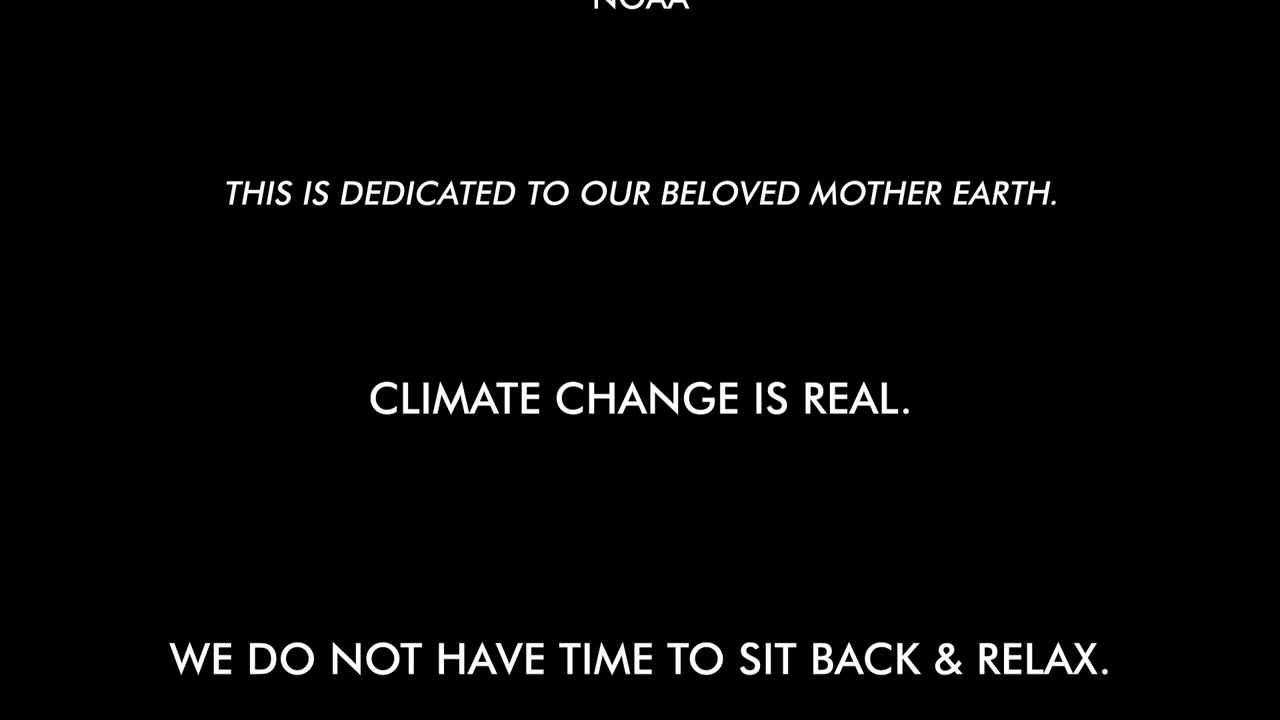 NOAA
THIS IS DEDICATED TO OUR BELOVED MOTHER EARTH.
CLIMATE CHANGE IS REAL.
WE DO NOT HAVE TIME TO SIT BACK & RELAX.